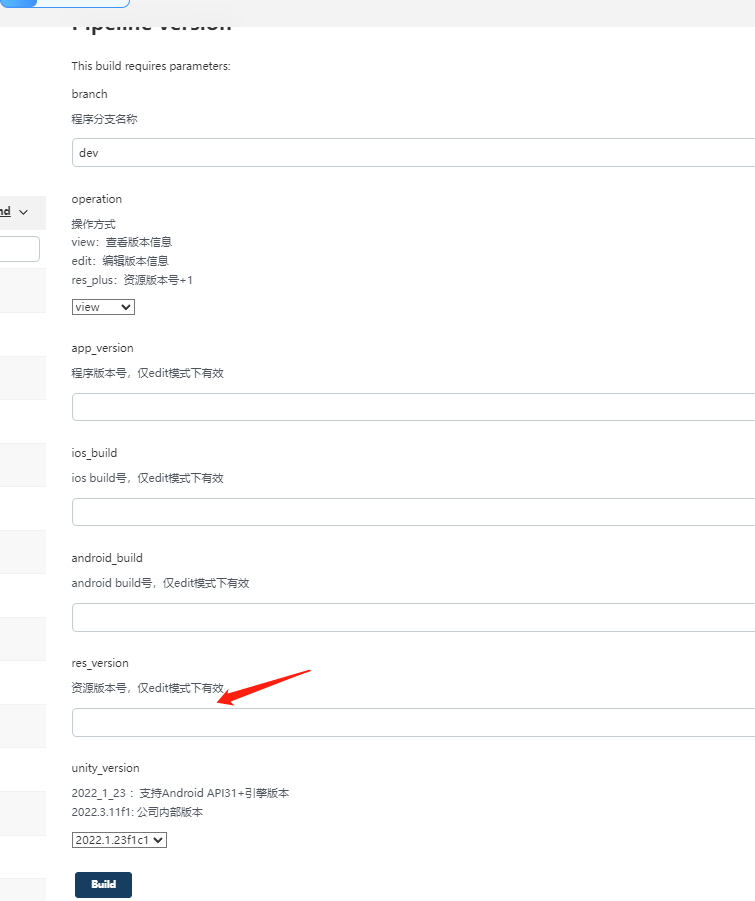 Pipeline version
This build requires parameters:
branch
程序分支名称
dev
operation
操作方式
view：查看版本信息
edit：编辑版本信息
res_plus：资源版本号+1
view
app_version
程序版本号，仅edit模式下有效
ios_build
ios build号，仅edit模式下有效
android_build
android build号，仅edit模式下有效
res_version
资源版本号，仅edit模式下有效
unity_version
2022_1_23 ：支持Android API31+引擎版本
2022.3.11f1: 公司内部版本
2022.1.23f1c1
Build